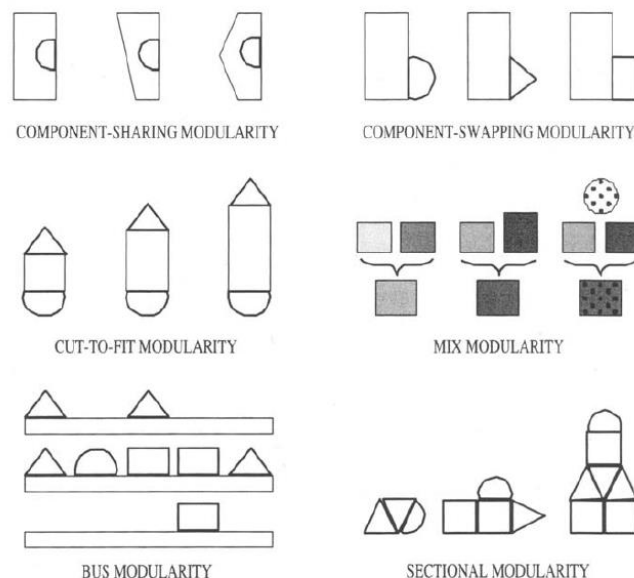 COMPONENT-SHARING MODULARITY
COMPONENT-SWAPPING MODULARITY
CUT-TO-FIT MODULARITY
MIX MODULARITY
BUS MODULARITY
SECTIONAL MODULARITY